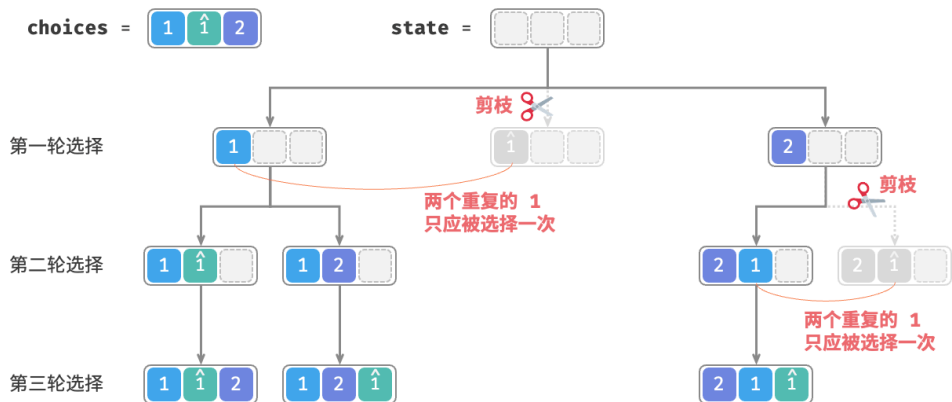 choices = 1 1̂ 2
state =
剪枝
第一轮选择
1
1̂
2
两个重复的 1
只应被选择一次
剪枝
第二轮选择
1 1̂
1 2
2 1
2 1̂
两个重复的 1
只应被选择一次
第三轮选择
1 1̂ 2
1 2 1̂
2 1 1̂